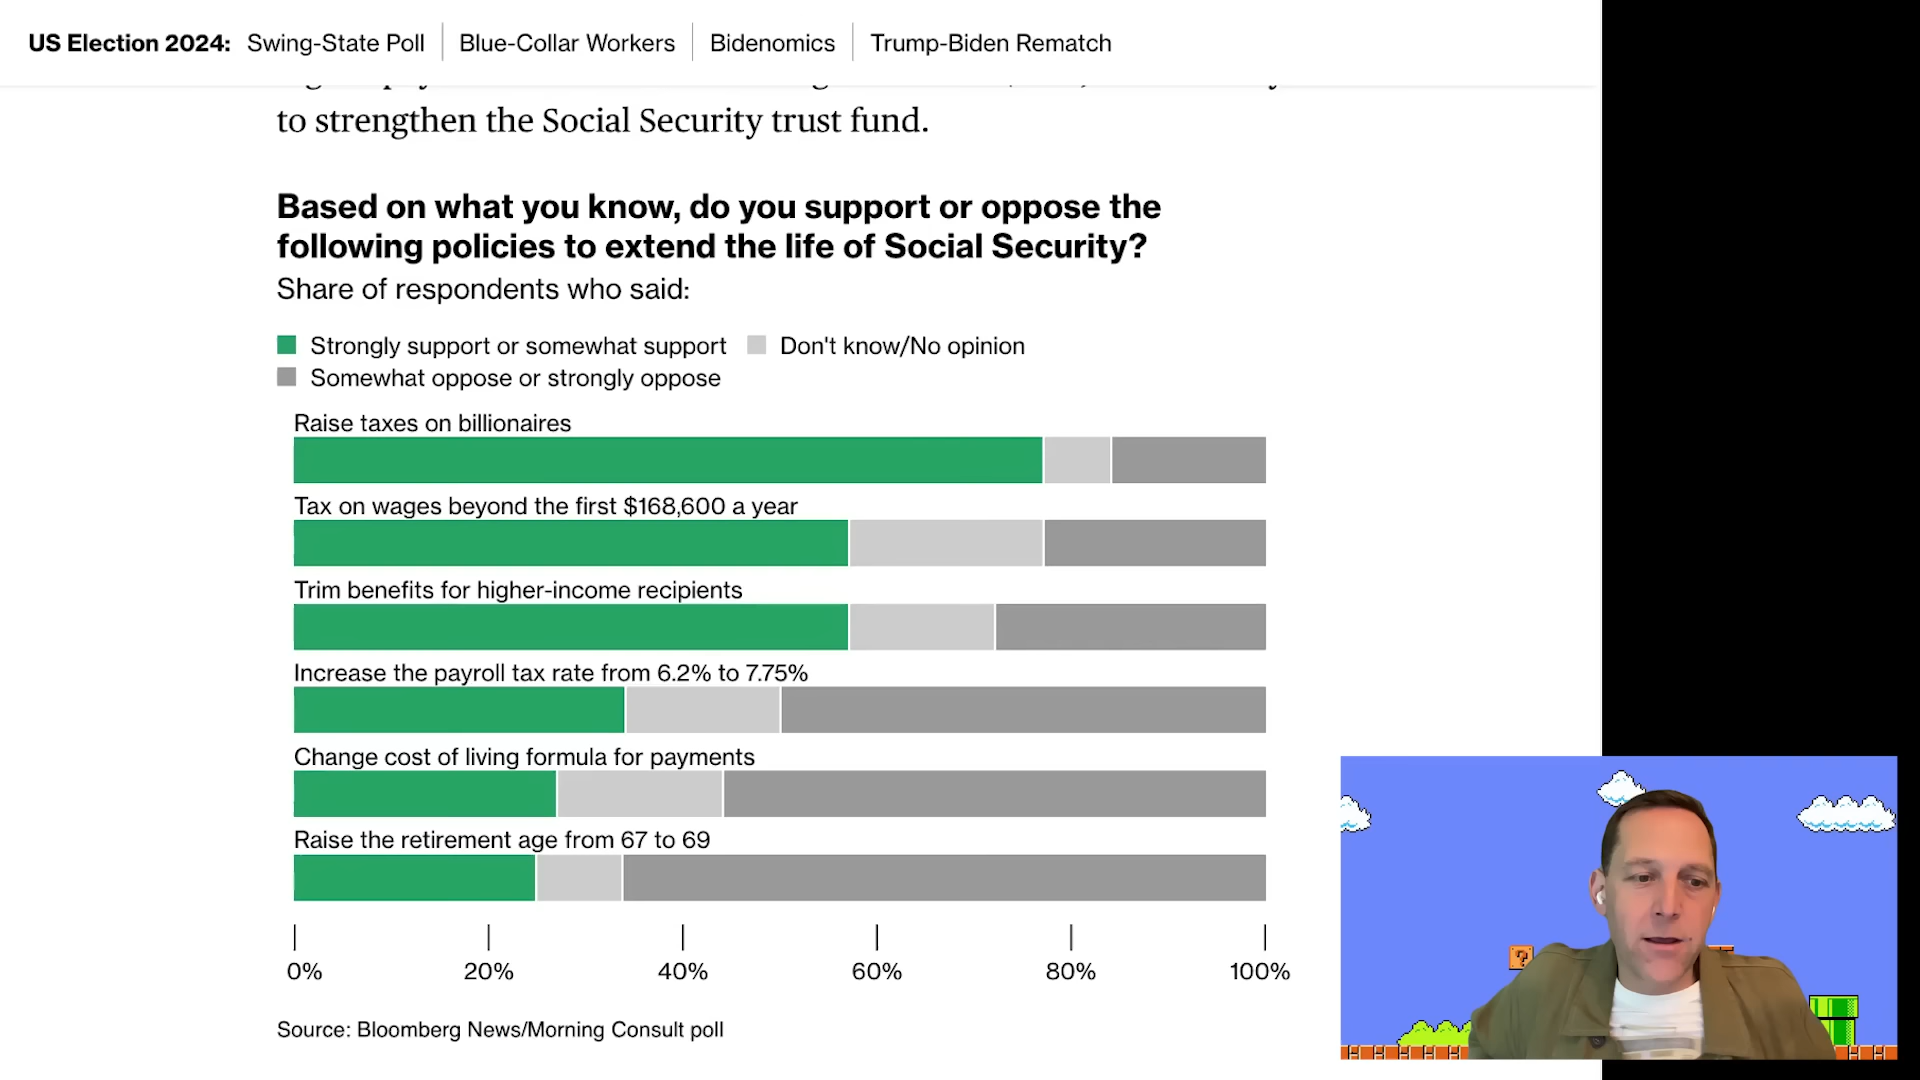 US Election 2024: Swing-State Poll Blue-Collar Workers Bidenomics Trump-Biden Rematch
to strengthen the Social Security trust fund.
Based on what you know, do you support or oppose the
following policies to extend the life of Social Security?
Share of respondents who said:
Strongly support or somewhat support Don't know/No opinion
Somewhat oppose or strongly oppose
Raise taxes on billionaires
Tax on wages beyond the first $168,600 a year
Trim benefits for higher-income recipients
Increase the payroll tax rate from 6.2% to 7.75%
Change cost of living formula for payments
Raise the retirement age from 67 to 69
0% 20% 40% 60% 80% 100%
Source: Bloomberg News/Morning Consult poll
?